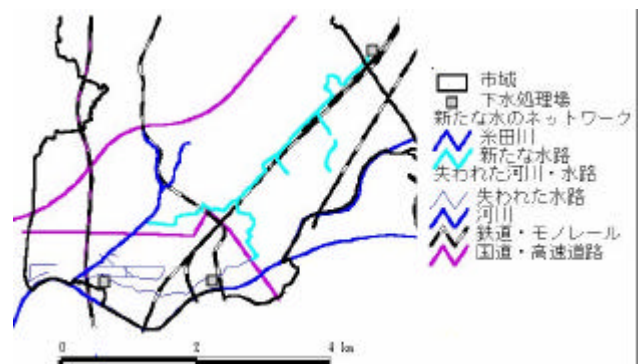 市域
下水処理場
新たな水のネットワーク
糸田川
新たな水路
失われた河川・水路
失われた水路
河川
鉄道・モノレール
国道・高速道路
0 2 4 km